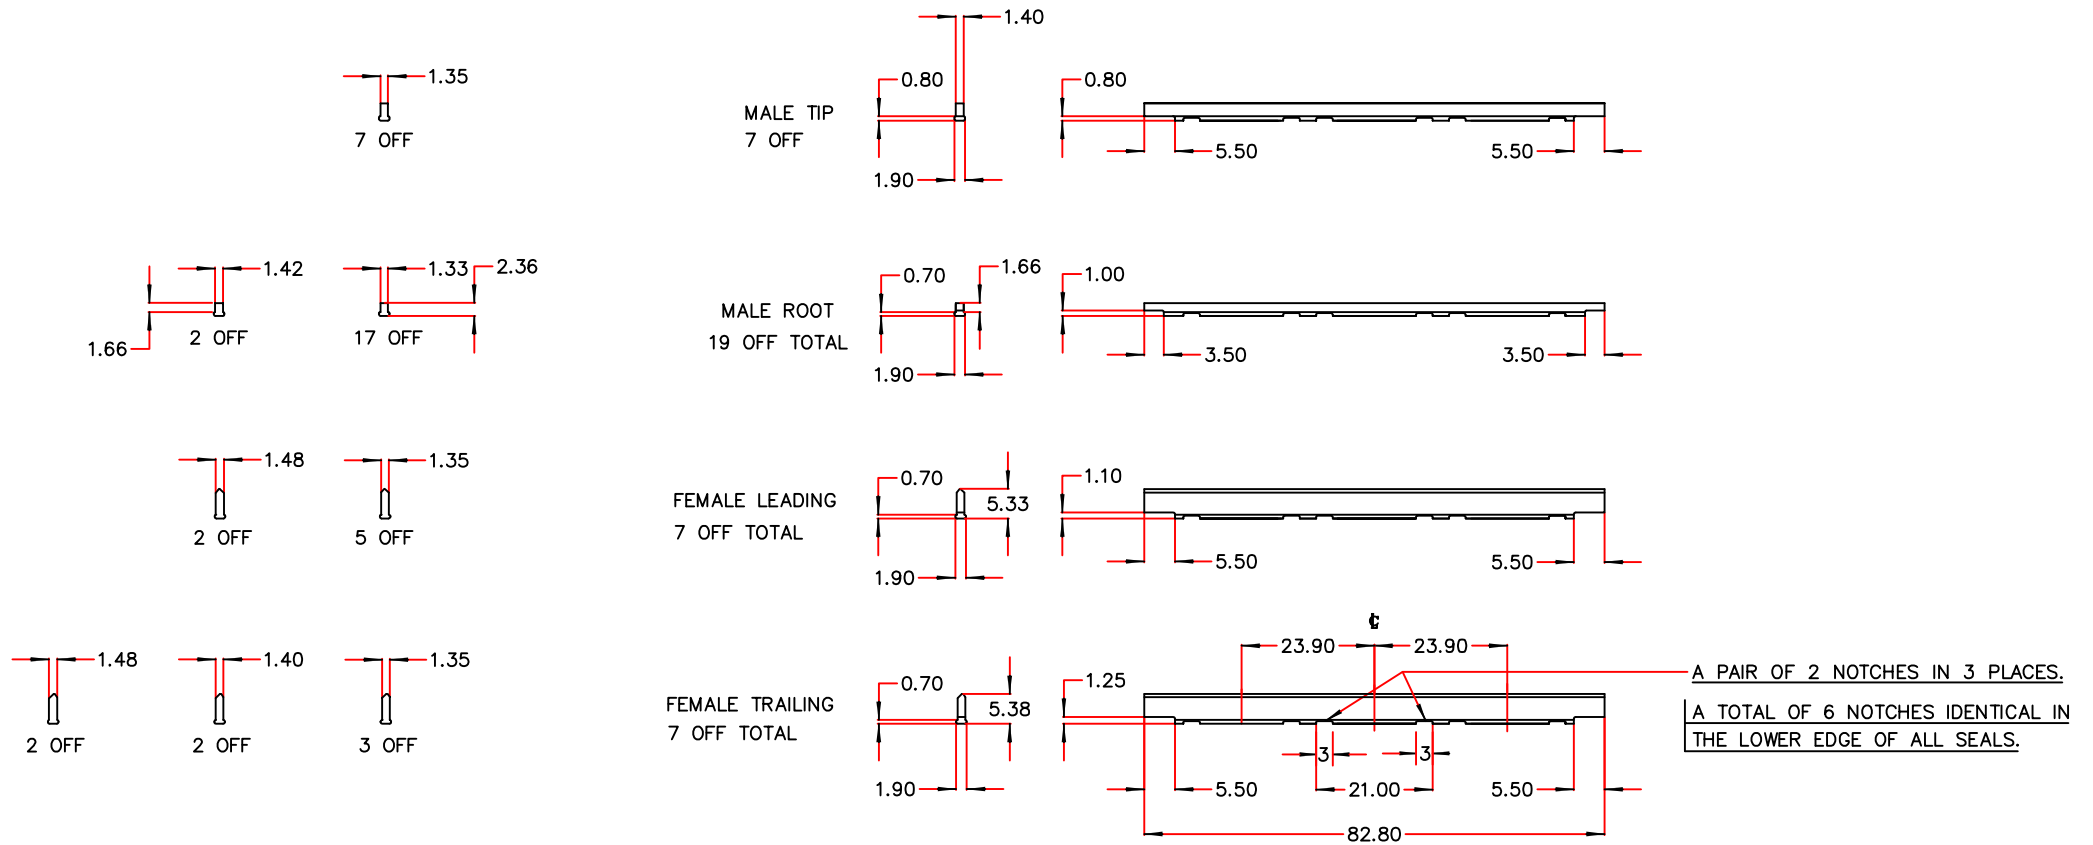 1.35
7 OFF
MALE TIP
7 OFF
0.80
1.40
1.90
0.80
5.50
5.50
1.42
1.66
2 OFF
1.33
2.36
17 OFF
MALE ROOT
19 OFF TOTAL
0.70
1.66
1.90
1.00
3.50
3.50
1.48
2 OFF
1.35
5 OFF
FEMALE LEADING
7 OFF TOTAL
0.70
5.33
1.90
1.10
5.50
5.50
1.48
2 OFF
1.40
2 OFF
1.35
3 OFF
FEMALE TRAILING
7 OFF TOTAL
0.70
5.38
1.90
1.25
℄
23.90
23.90
3
3
5.50
21.00
5.50
82.80
A PAIR OF 2 NOTCHES IN 3 PLACES.
A TOTAL OF 6 NOTCHES IDENTICAL IN
THE LOWER EDGE OF ALL SEALS.